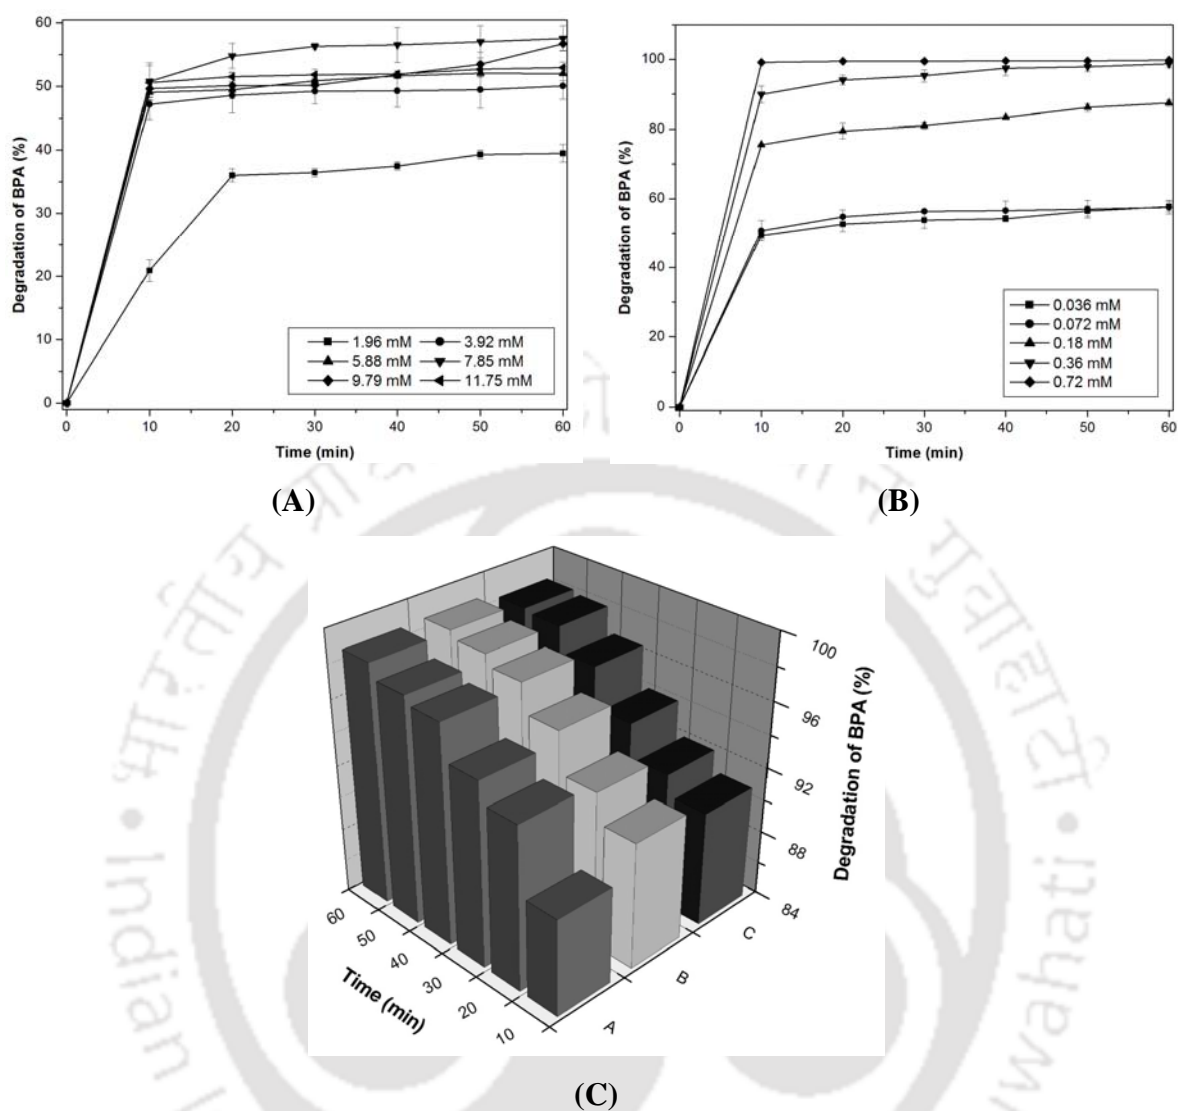 60
50
40
30
20
10
0
Degradation of BPA (%)
1.96 mM 3.92 mM
5.88 mM 7.85 mM
9.79 mM 11.75 mM
0 10 20 30 40 50 60
Time (min)
(A)
100
80
60
40
20
0
Degradation of BPA (%)
0.036 mM
0.072 mM
0.18 mM
0.36 mM
0.72 mM
0 10 20 30 40 50 60
Time (min)
(B)
100
96
92
88
84
Degradation of BPA (%)
60
50
40
30
20
10
Time (min)
A
B
C
(C)
भारतीय
गुवाहाटी
Indian
wahati